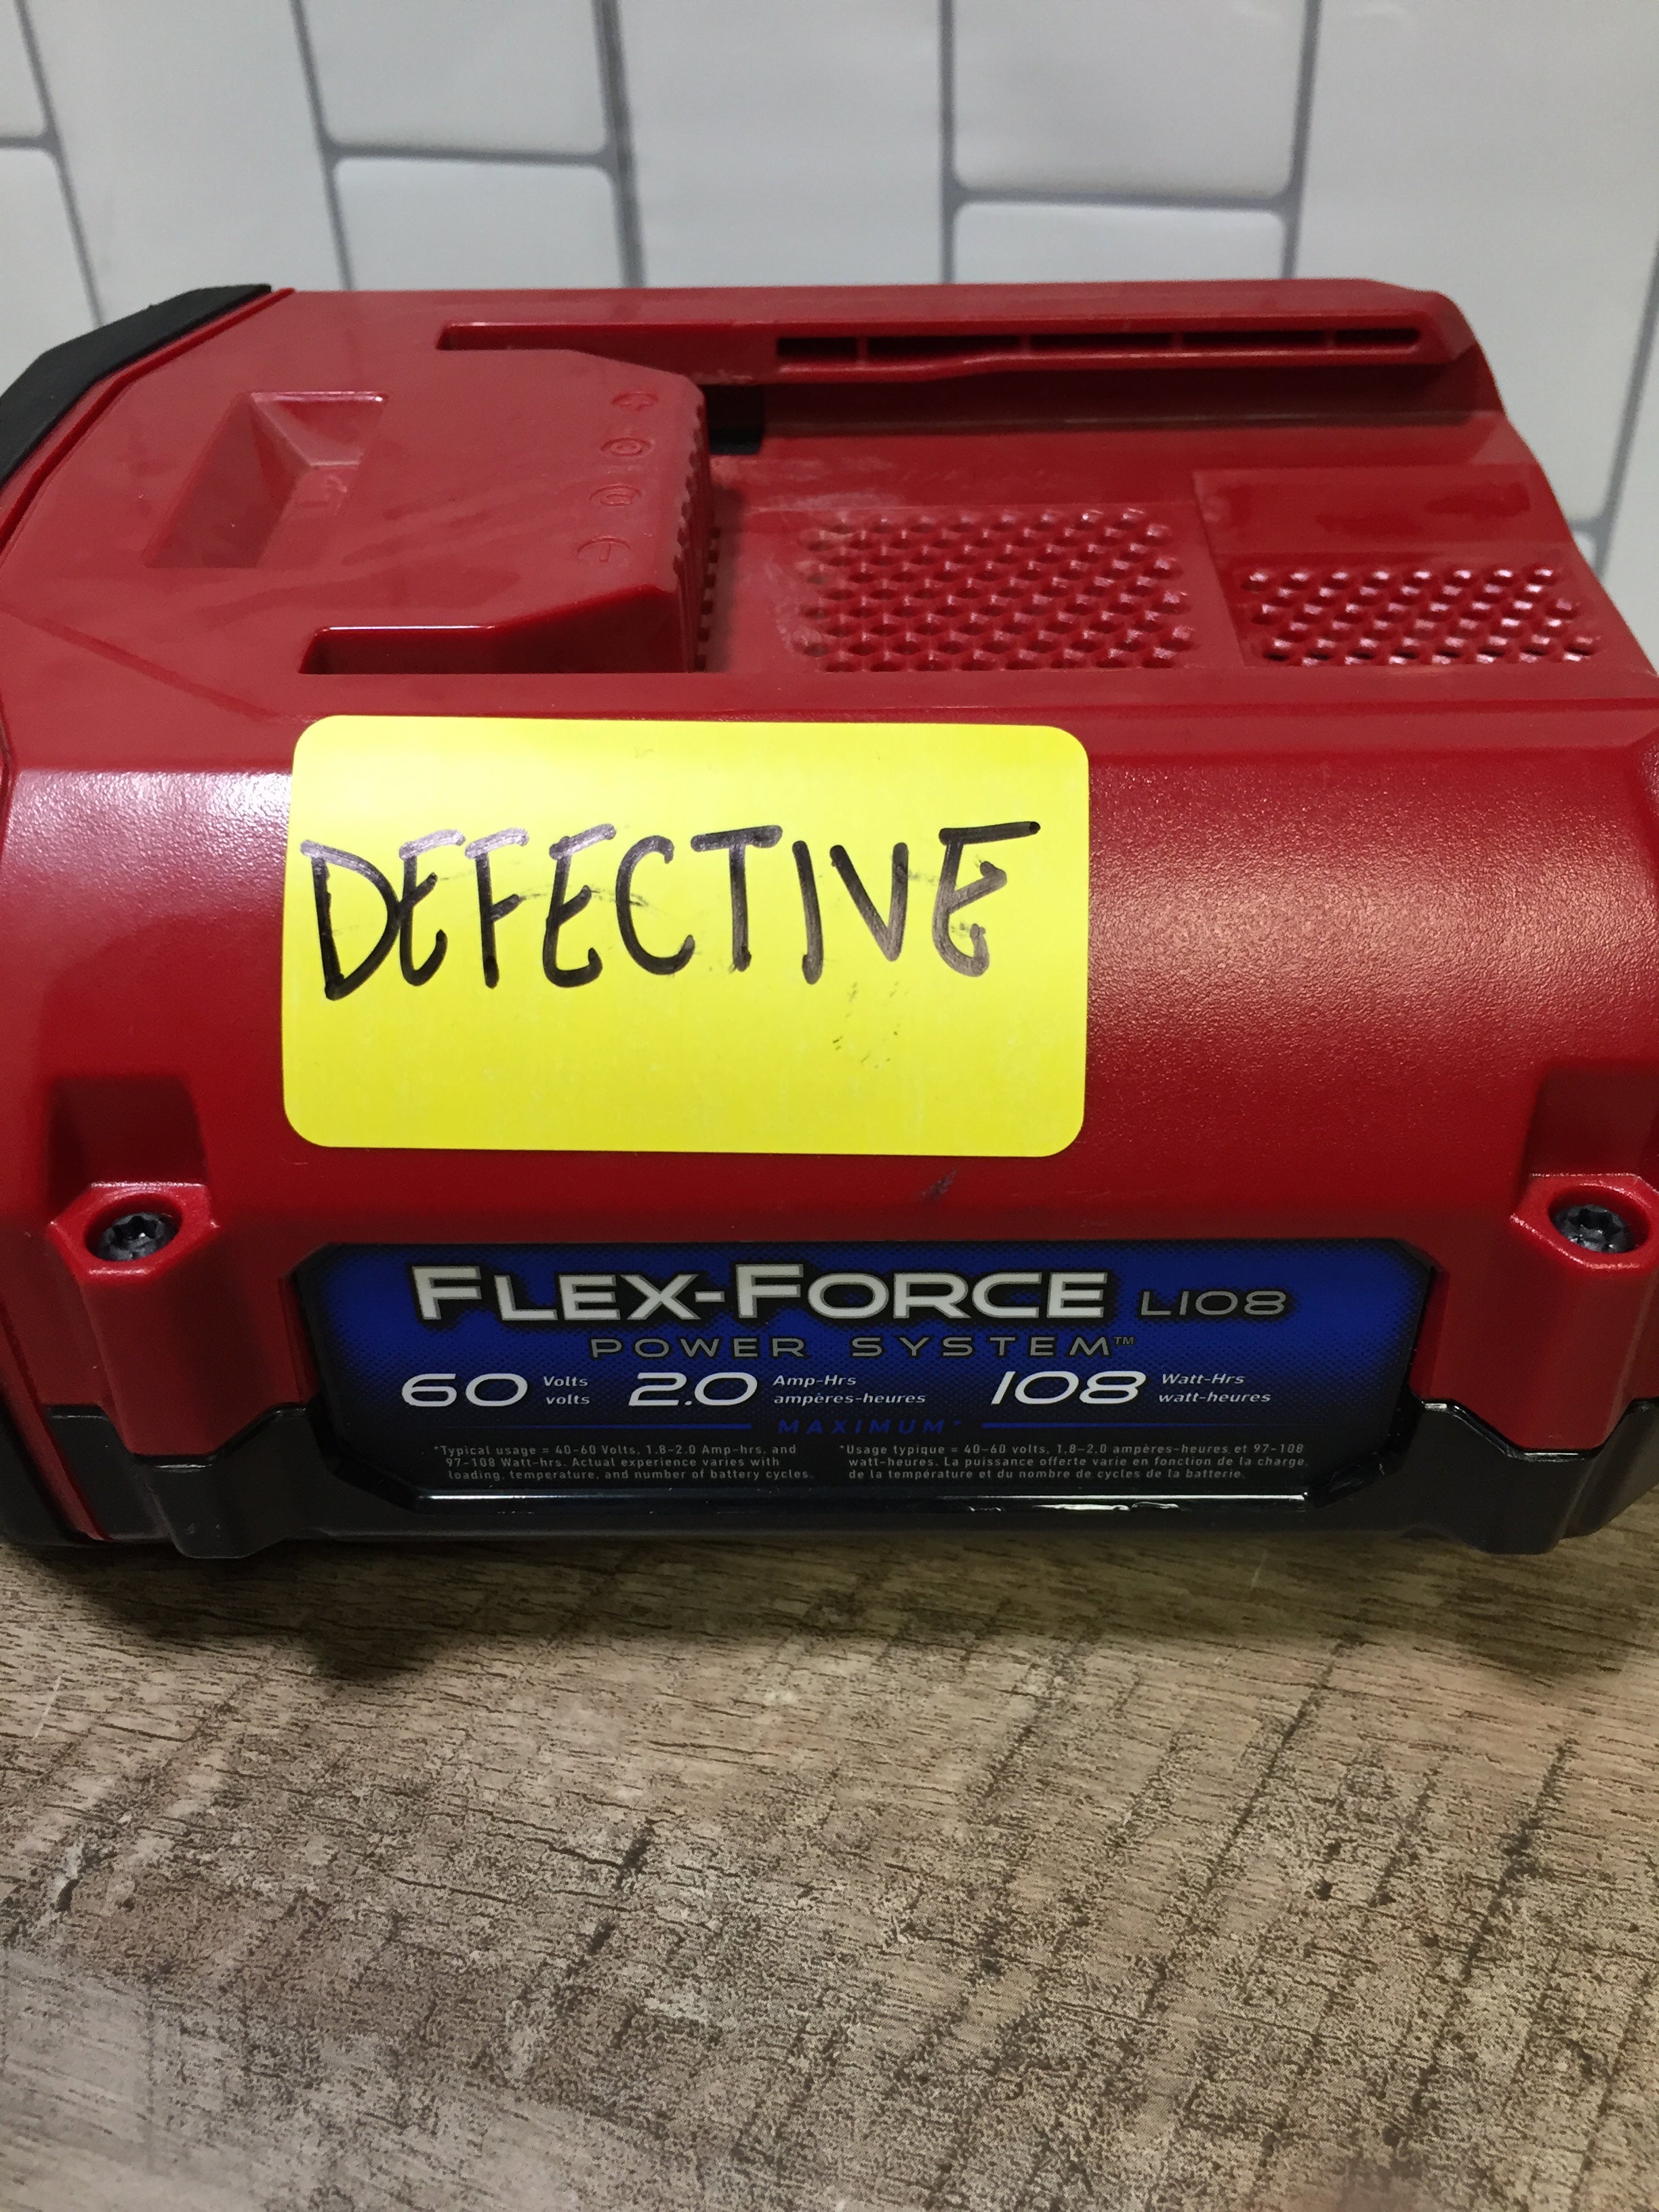 DEFECTIVE
FLEX-FORCE L108
POWER SYSTEM™
60 Volts volts 2.0 Amp-Hrs ampères-heures 108 Watt-Hrs watt-heures
MAXIMUM*
*Typical usage = 40-60 Volts, 1.8-2.0 Amp-hrs, and
97-108 Watt-hrs. Actual experience varies with
loading, temperature, and number of battery cycles.
*Usage typique = 40-60 volts, 1.8-2.0 ampères-heures et 97-108
watt-heures. La puissance offerte varie en fonction de la charge,
de la température et du nombre de cycles de la batterie.